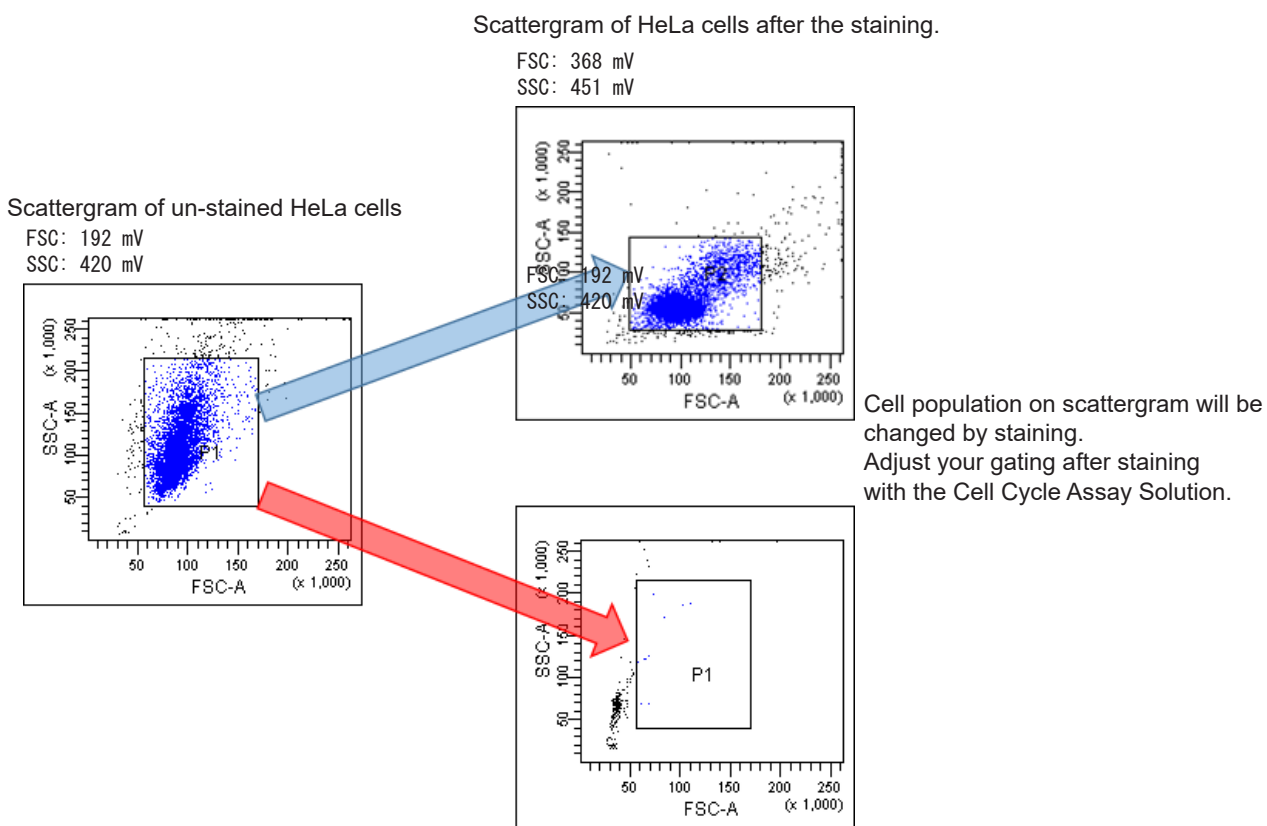 Scattergram of HeLa cells after the staining.
FSC: 368 mV
SSC: 451 mV
SSC-A (x 1,000)
50 100 150 200 250
50 100 150 200 250
FSC-A (x 1,000)
FSC: 192 mV
SSC: 420 mV
Scattergram of un-stained HeLa cells
FSC: 192 mV
SSC: 420 mV
SSC-A (x 1,000)
50 100 150 200 250
P1
50 100 150 200 250
FSC-A (x 1,000)
Cell population on scattergram will be
changed by staining.
Adjust your gating after staining
with the Cell Cycle Assay Solution.
SSC-A (x 1,000)
50 100 150 200 250
P1
50 100 150 200 250
FSC-A (x 1,000)